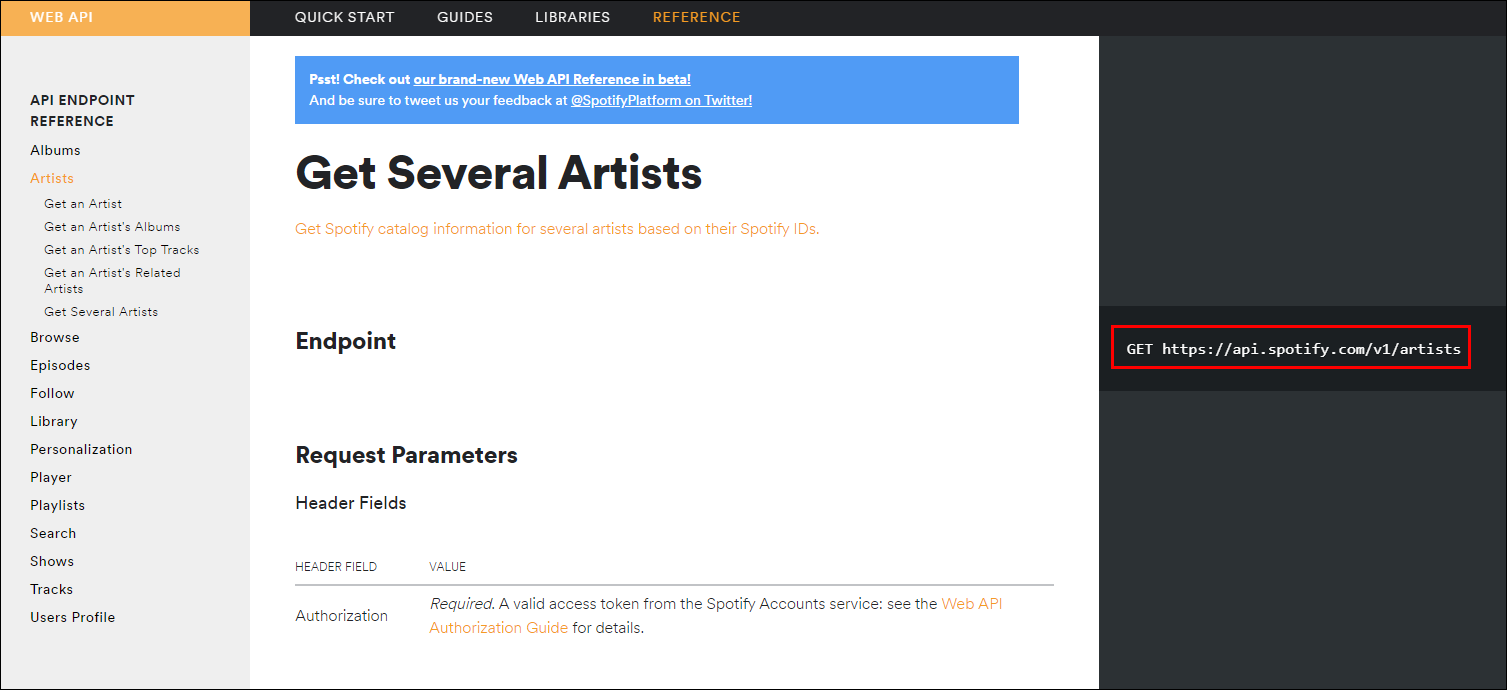 WEB API
QUICK START
GUIDES
LIBRARIES
REFERENCE
API ENDPOINT
REFERENCE
Albums
Artists
Get an Artist
Get an Artist's Albums
Get an Artist's Top Tracks
Get an Artist's Related
Artists
Get Several Artists
Browse
Episodes
Follow
Library
Personalization
Player
Playlists
Search
Shows
Tracks
Users Profile
Psst! Check out our brand-new Web API Reference in beta!
And be sure to tweet us your feedback at @SpotifyPlatform on Twitter!
Get Several Artists
Get Spotify catalog information for several artists based on their Spotify IDs.
Endpoint
GET https://api.spotify.com/v1/artists
Request Parameters
Header Fields
HEADER FIELD VALUE
Authorization
Required. A valid access token from the Spotify Accounts service: see the Web API
Authorization Guide for details.